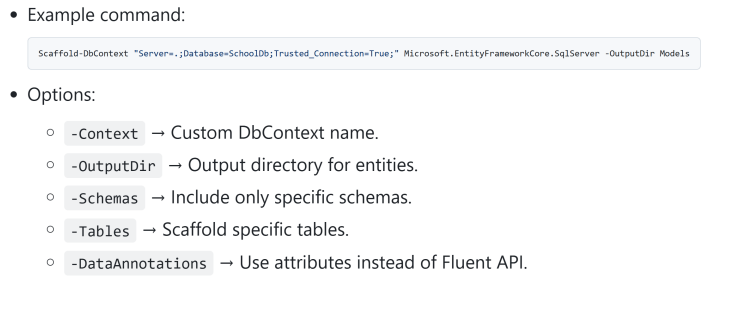 • Example command:
Scaffold-DbContext "Server=.;Database=SchoolDb;Trusted_Connection=True;" Microsoft.EntityFrameworkCore.SqlServer -OutputDir Models
• Options:
○ -Context → Custom DbContext name.
○ -OutputDir → Output directory for entities.
○ -Schemas → Include only specific schemas.
○ -Tables → Scaffold specific tables.
○ -DataAnnotations → Use attributes instead of Fluent API.